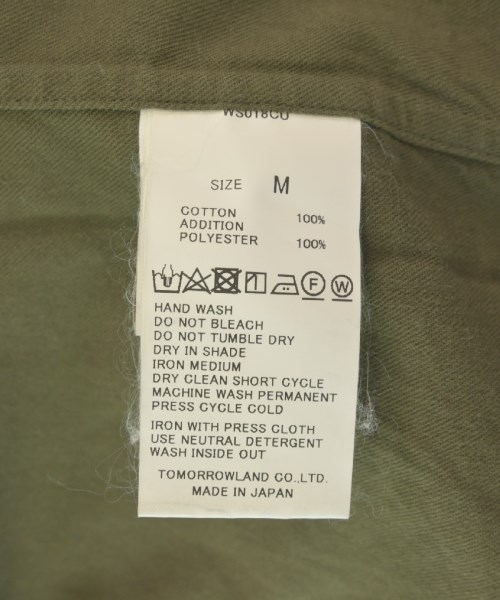 WS018CU
SIZE M
COTTON 100%
ADDITION
POLYESTER 100%
F W
HAND WASH
DO NOT BLEACH
DO NOT TUMBLE DRY
DRY IN SHADE
IRON MEDIUM
DRY CLEAN SHORT CYCLE
MACHINE WASH PERMANENT
PRESS CYCLE COLD
IRON WITH PRESS CLOTH
USE NEUTRAL DETERGENT
WASH INSIDE OUT
TOMORROWLAND CO.,LTD.
MADE IN JAPAN